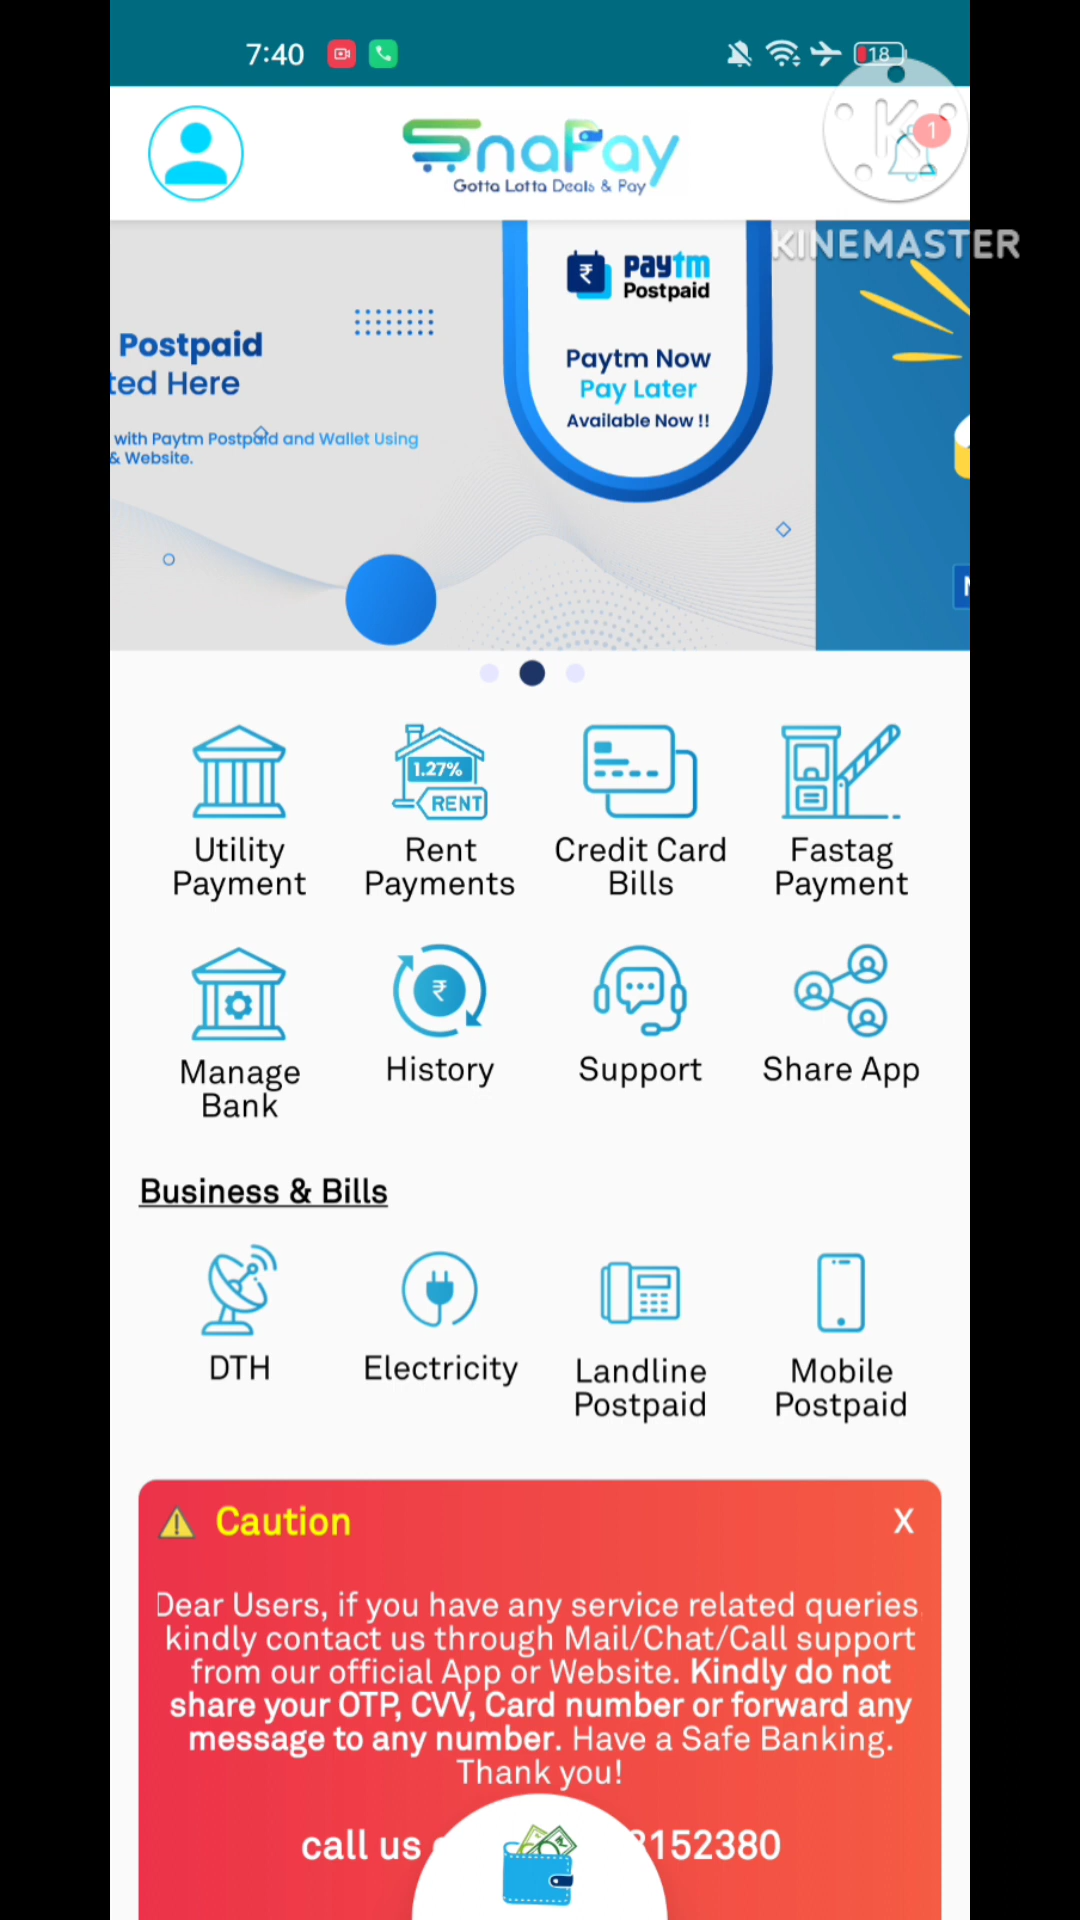 7:40
18
SnaPay
Gotta Lotta Deals & Pay
1
KINEMASTER
paytm
Postpaid
Paytm Now
Pay Later
Available Now !!
Postpaid
Here
with Paytm Postpaid and Wallet Using
& Website.
Utility
Payment
1.27%
RENT
Rent
Payments
Credit Card
Bills
Fastag
Payment
Manage
Bank
₹
History
Support
Share App
Business & Bills
DTH
Electricity
Landline
Postpaid
Mobile
Postpaid
Caution
X
Dear Users, if you have any service related queries
kindly contact us through Mail/Chat/Call support
from our official App or Website. Kindly do not
share your OTP, CVV, Card number or forward any
message to any number. Have a Safe Banking.
Thank you!
call us 152380